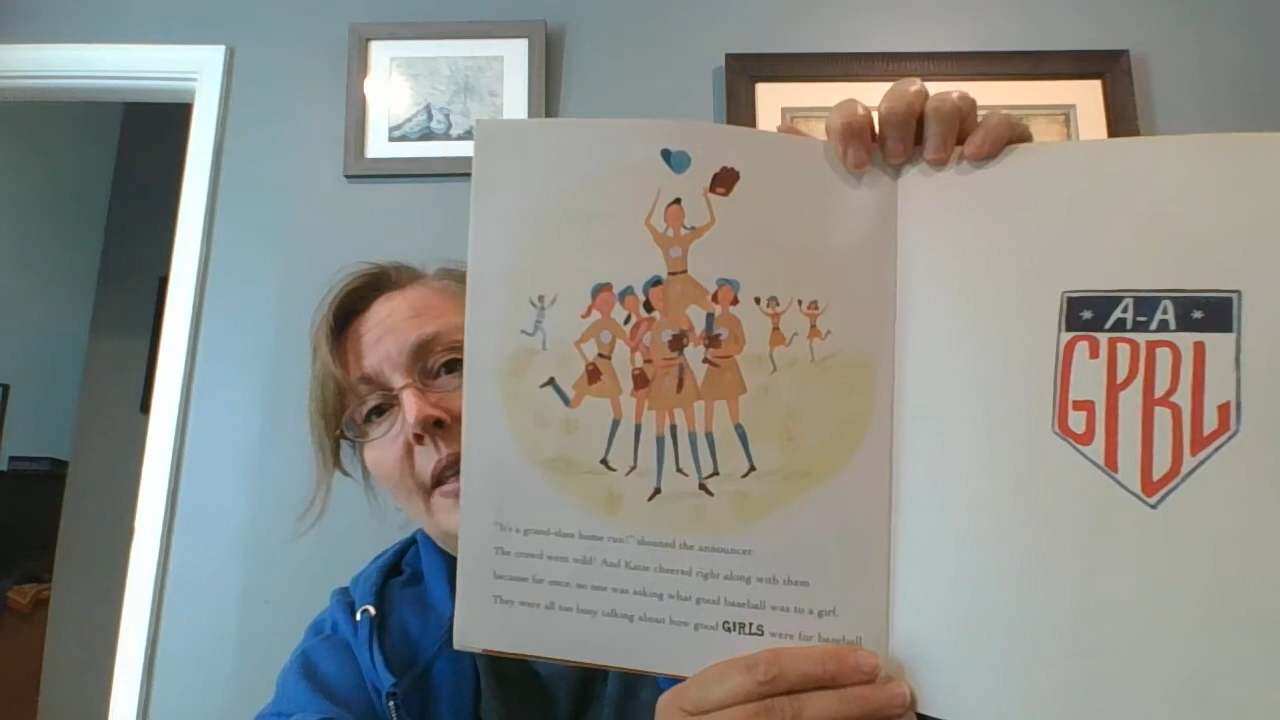 "It's a grand-slam home run!" shouted the announcer.
The crowd went wild! And Katie cheered right along with them
because for once, no one was asking what good baseball was to a girl.
They were all too busy talking about how good GIRLS were for baseball.
* A-A *
GPBL